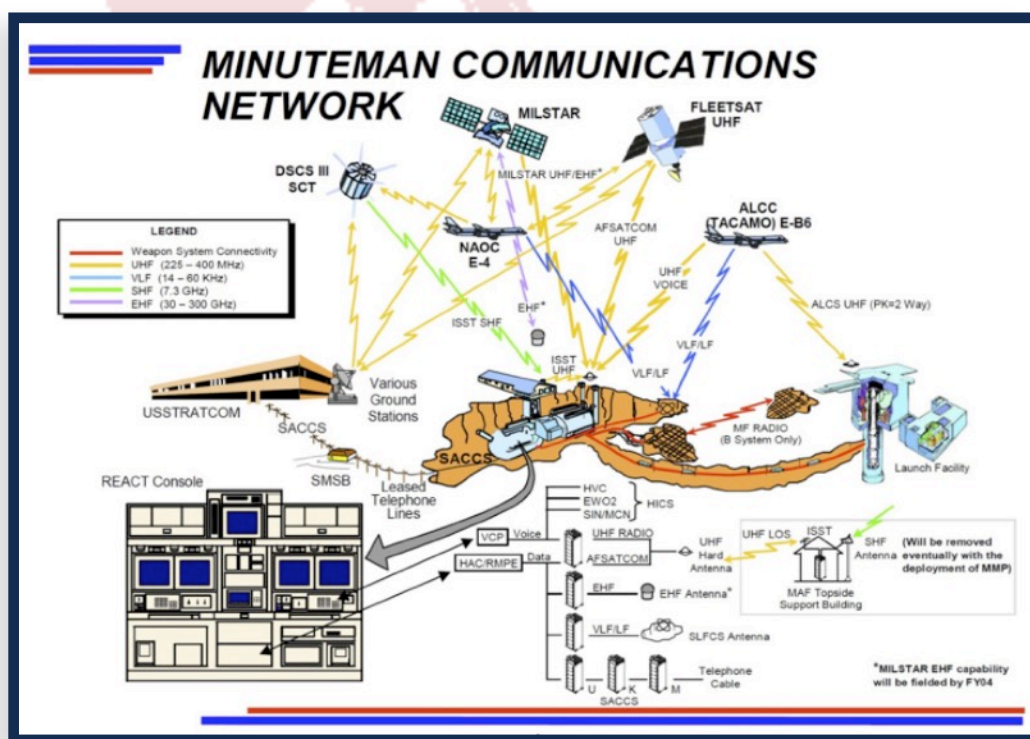 MINUTEMAN COMMUNICATIONS
NETWORK
MILSTAR
FLEETSAT
UHF
DSCS III
SCT
MILSTAR UHF/EHF*
ALCC
(TACAMO) E-B6
NAOC
E-4
AFSATCOM
UHF
LEGEND
Weapon System Connectivity
UHF (225 – 400 MHz)
VLF (14 – 60 KHz)
SHF (7.3 GHz)
EHF (30 – 300 GHz)
UHF
VOICE
EHF*
ISST SHF
ALCS UHF (PK=2 Way)
VLF/LF
ISST
UHF
VLF/LF
USSTRATCOM
Various
Ground
Stations
SACCS
MF RADIO
(B System Only)
SACCS
Launch Facility
REACT Console
SMSB
Leased
Telephone
Lines
HVC
EWO2
SIN/MCN
HICS
VCP
Voice
UHF RADIO
AFSATCOM
UHF
Hard
Antenna
UHF LOS
ISST
SHF
Antenna
(Will be removed
eventually with the
deployment of MMP)
MAF Topside
Support Building
HAC/RMPE
Data
EHF
EHF Antenna*
VLF/LF
SLFCS Antenna
U
K
M
Telephone
Cable
SACCS
*MILSTAR EHF capability
will be fielded by FY04